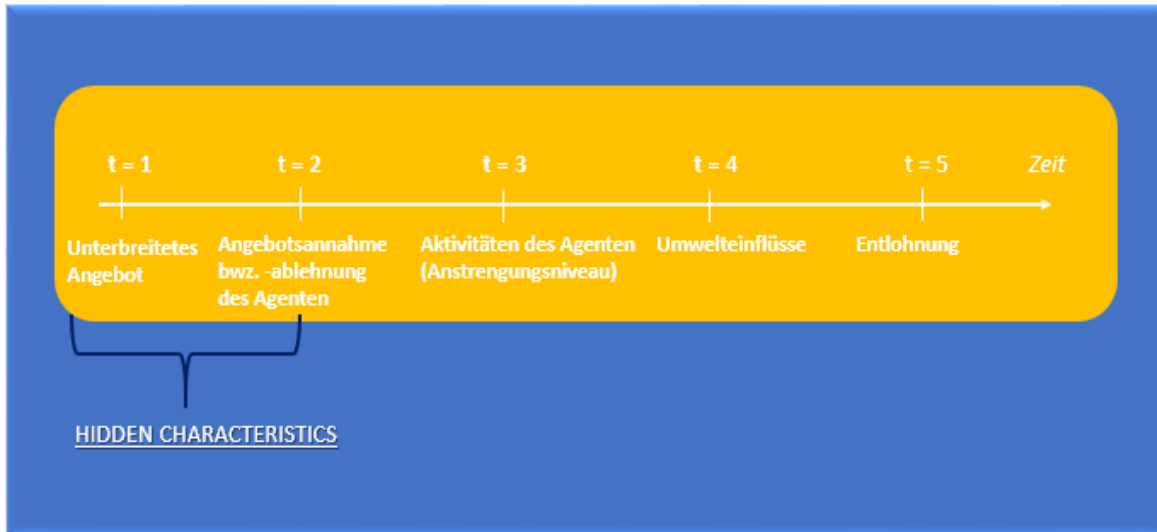 t = 1
t = 2
t = 3
t = 4
t = 5
Zeit
Unterbreitetes
Angebot
Angebotsannahme
bwz. -ablehnung
des Agenten
Aktivitäten des Agenten
(Anstrengungsniveau)
Umwelteinflüsse
Entlohnung
HIDDEN CHARACTERISTICS